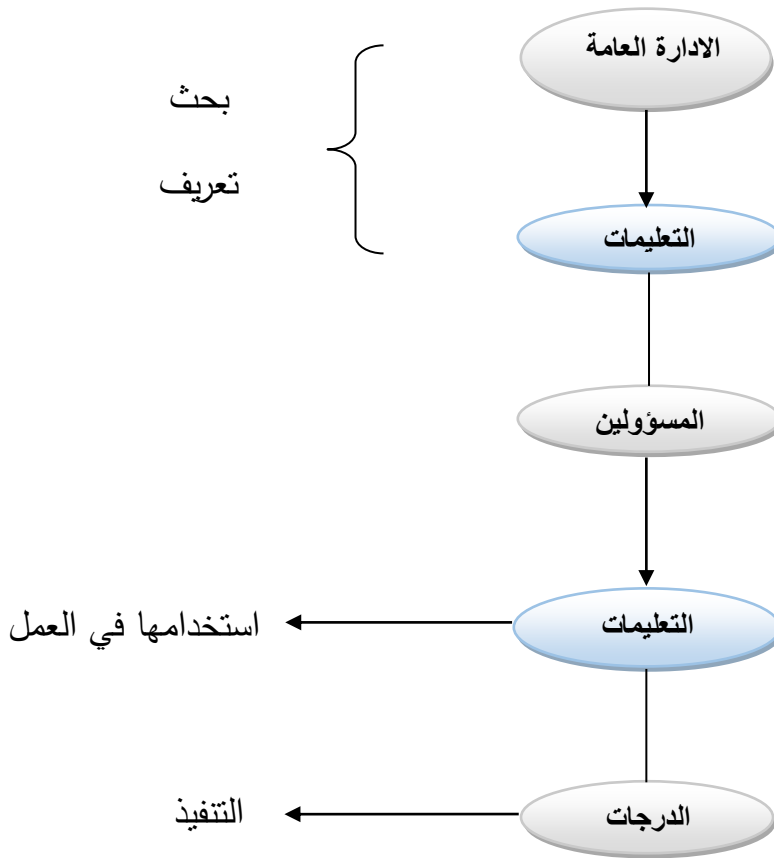 الادارة العامة
بحث
تعريف
التعليمات
المسؤولين
التعليمات
استخدامها في العمل
الدرجات
التنفيذ